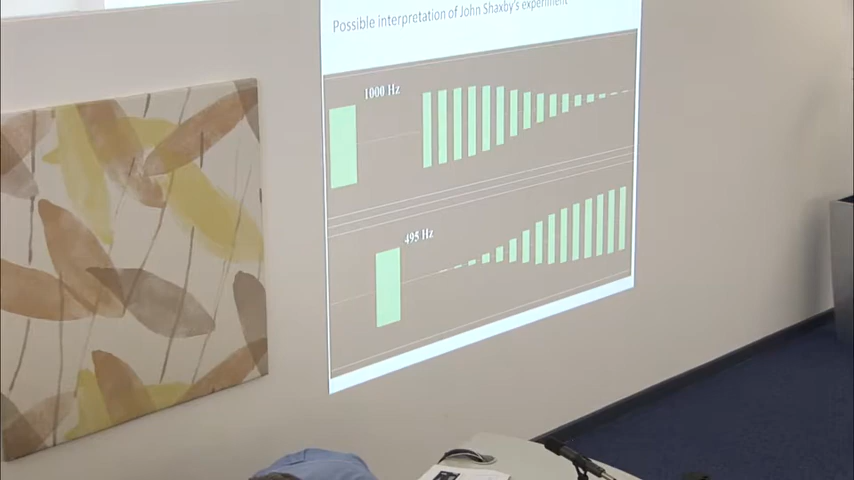 Possible interpretation of John Shaxby's experiment
1000 Hz
495 Hz